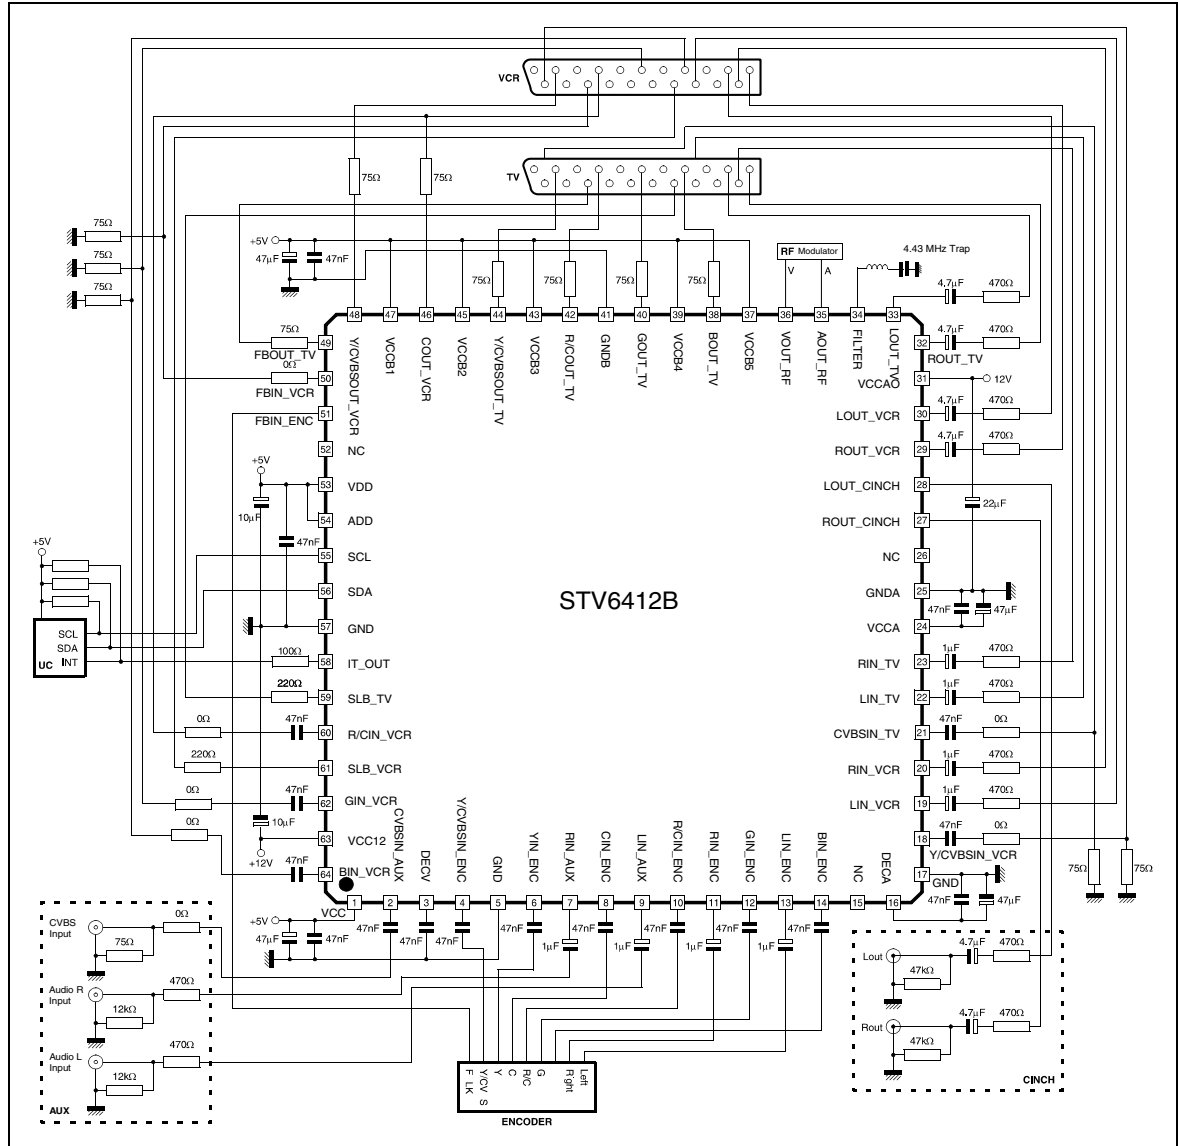 VCR
TV
75Ω
75Ω
75Ω
75Ω
75Ω
+5V
47µF
47nF
75Ω
75Ω
75Ω
75Ω
RF Modulator
V
A
4.43 MHz Trap
4.7µF
470Ω
48
47
46
45
44
43
42
41
40
39
38
37
36
35
34
33
Y/CVBSOUT_VCR
VCCB1
COUT_VCR
VCCB2
Y/CVBSOUT_TV
VCCB3
R/COUT_TV
GNDB
GOUT_TV
VCCB4
BOUT_TV
VCCB5
VOUT_RF
AOUT_RF
FILTER
LOUT_TV
75Ω
49
FBOUT_TV
0Ω
50
FBIN_VCR
51
FBIN_ENC
52
NC
+5V
53
VDD
10µF
54
ADD
47nF
55
SCL
56
SDA
57
GND
100Ω
58
IT_OUT
220Ω
59
SLB_TV
0Ω
47nF
60
R/CIN_VCR
220Ω
61
SLB_VCR
0Ω
47nF
62
GIN_VCR
0Ω
10µF
63
VCC12
+12V
47nF
64
BIN_VCR
+5V
SCL
SDA
INT
UC
STV6412B
32
ROUT_TV
4.7µF
470Ω
31
VCCAO
12V
30
LOUT_VCR
4.7µF
470Ω
29
ROUT_VCR
4.7µF
470Ω
28
LOUT_CINCH
22µF
27
ROUT_CINCH
26
NC
25
GNDA
47nF
47µF
24
VCCA
23
RIN_TV
1µF
470Ω
22
LIN_TV
1µF
470Ω
21
CVBSIN_TV
47nF
0Ω
20
RIN_VCR
1µF
470Ω
19
LIN_VCR
1µF
470Ω
18
Y/CVBSIN_VCR
47nF
0Ω
75Ω
75Ω
17
GND
47nF
47µF
VCC
CVBSIN_AUX
DECV
Y/CVBSIN_ENC
GND
YIN_ENC
RIN_AUX
CIN_ENC
LIN_AUX
R/CIN_ENC
RIN_ENC
GIN_ENC
LIN_ENC
BIN_ENC
NC
DECA
1
2
3
4
5
6
7
8
9
10
11
12
13
14
15
16
+5V
47µF
47nF
47nF
47nF
47nF
47nF
1µF
47nF
1µF
47nF
1µF
47nF
1µF
47nF
CVBS
Input
0Ω
75Ω
Audio R
Input
470Ω
12kΩ
Audio L
Input
470Ω
12kΩ
AUX
F LK
Y/CV S
Y
C
R/C
G
R'ght
Left
ENCODER
Lout
4.7µF
470Ω
47kΩ
Rout
4.7µF
470Ω
47kΩ
CINCH